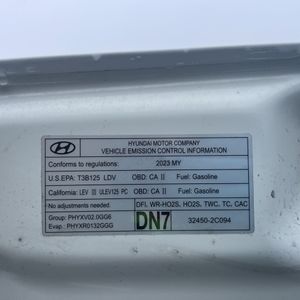 HYUNDAI MOTOR COMPANY
VEHICLE EMISSION CONTROL INFORMATION
Conforms to regulations: 2023 MY
U.S.EPA: T3B125 LDV OBD: CA II Fuel: Gasoline
California: LEV III ULEV125 PC OBD: CA II Fuel: Gasoline
No adjustments needed DFI, WR-HO2S, HO2S, TWC, TC, CAC
Group: PHYXV02.0GG6 DN7 32450-2C094
Evap.: PHYXR0132GGG